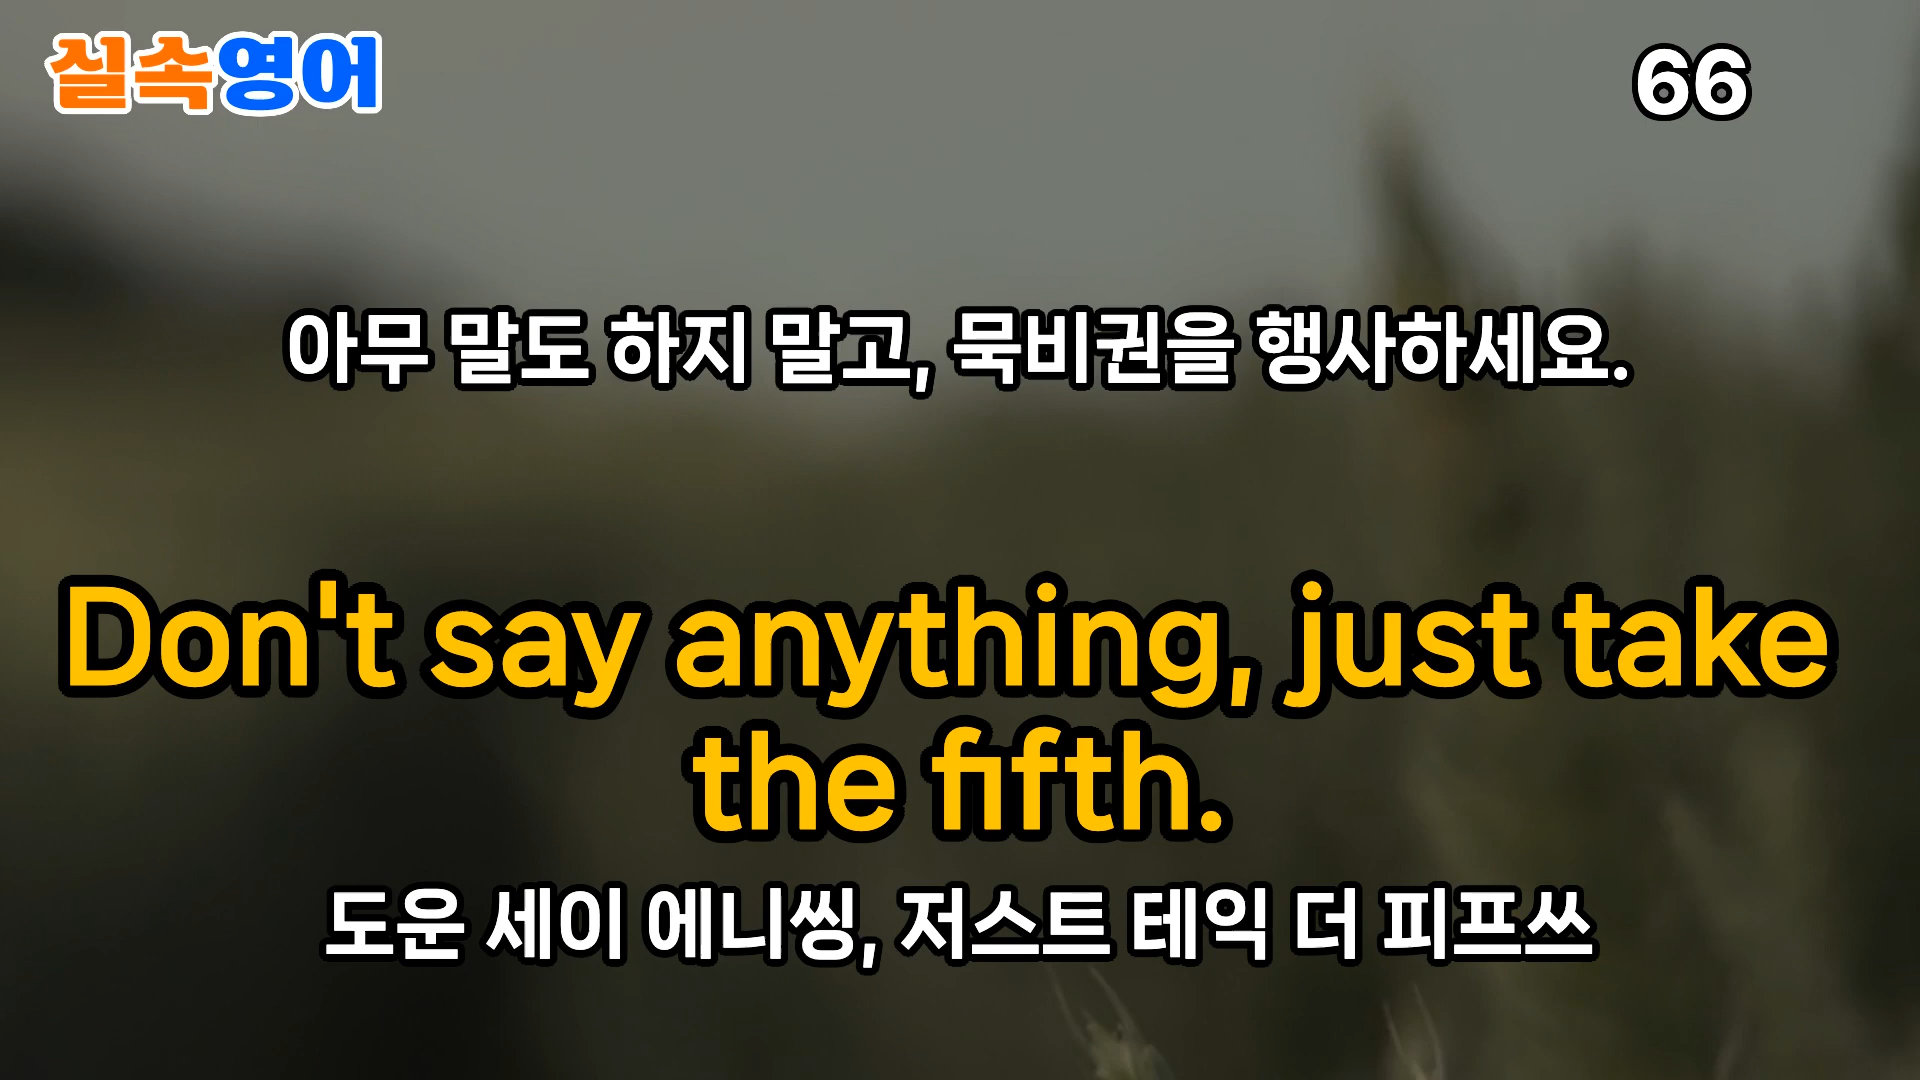 실속영어
66
아무 말도 하지 말고, 묵비권을 행사하세요.
Don't say anything, just take
the fifth.
도운 세이 에니씽, 저스트 테익 더 피프쓰